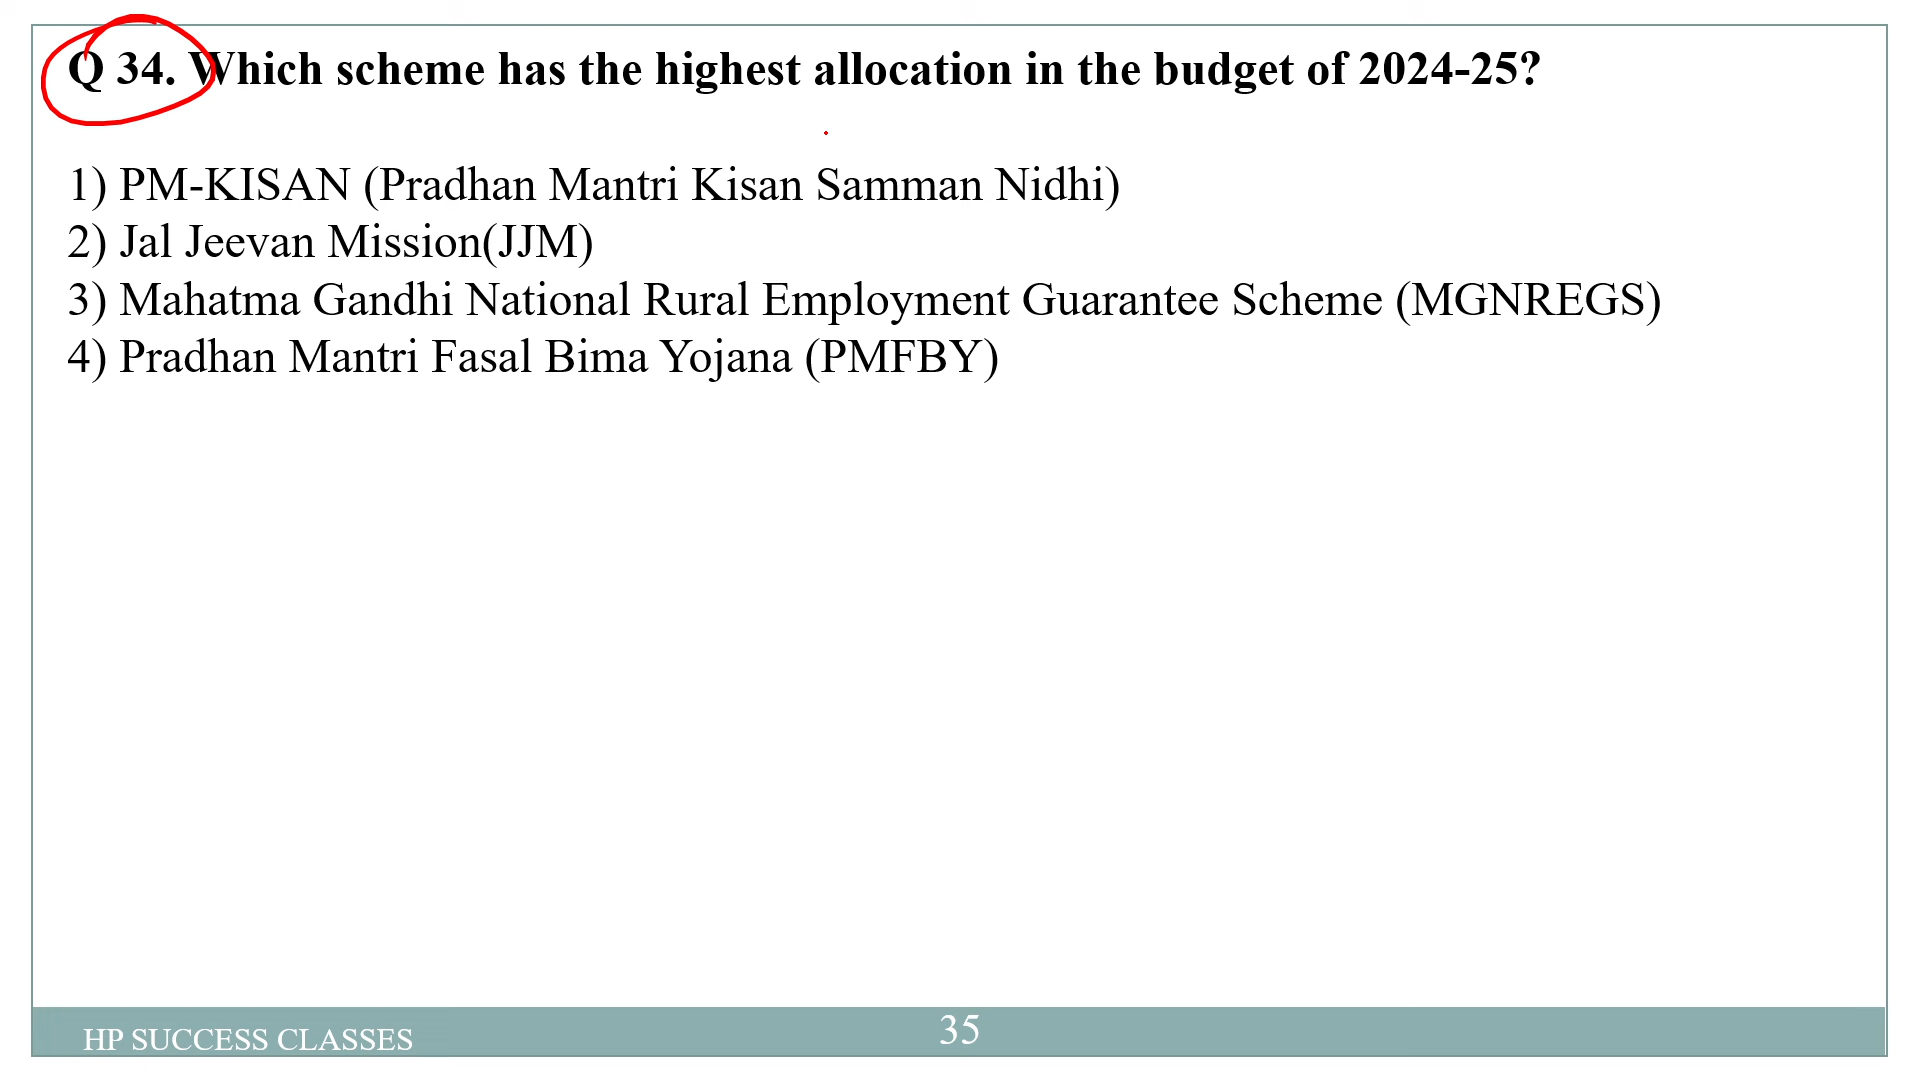 Q 34. Which scheme has the highest allocation in the budget of 2024-25?
1) PM-KISAN (Pradhan Mantri Kisan Samman Nidhi)
2) Jal Jeevan Mission(JJM)
3) Mahatma Gandhi National Rural Employment Guarantee Scheme (MGNREGS)
4) Pradhan Mantri Fasal Bima Yojana (PMFBY)
HP SUCCESS CLASSES
35